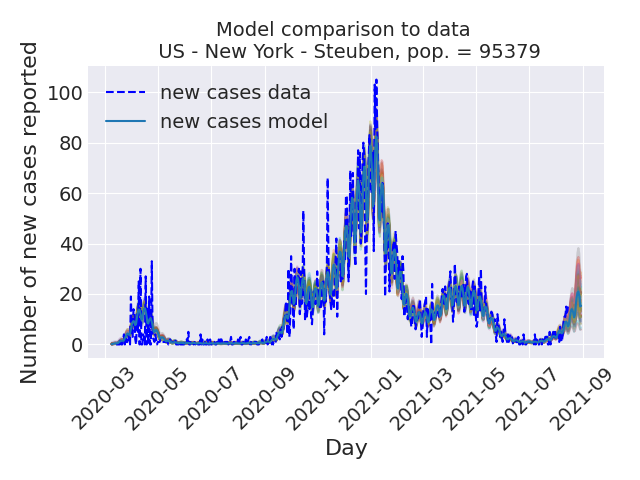 Model comparison to data
US - New York - Steuben, pop. = 95379
Number of new cases reported
new cases data
new cases model
100
80
60
40
20
0
2020-03
2020-05
2020-07
2020-09
2020-11
2021-01
2021-03
2021-05
2021-07
2021-09
Day